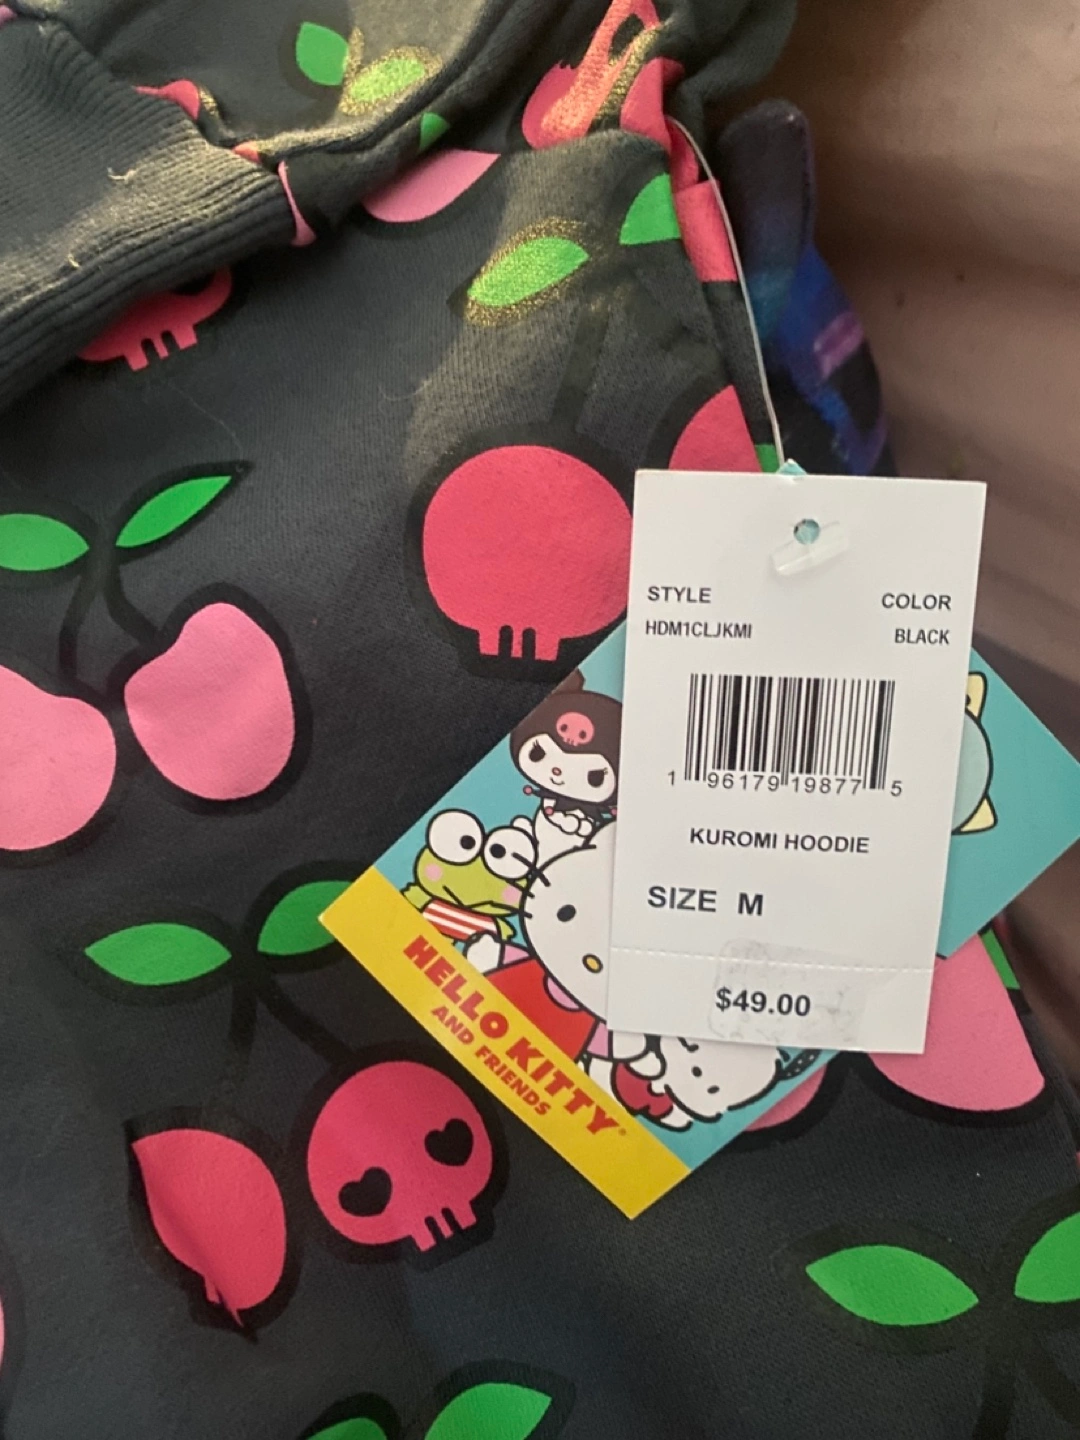 STYLE
COLOR
HDM1CLJKMI
BLACK
1 96179 19877 5
KUROMI HOODIE
SIZE M
$49.00
HELLO KITTY®
AND FRIENDS